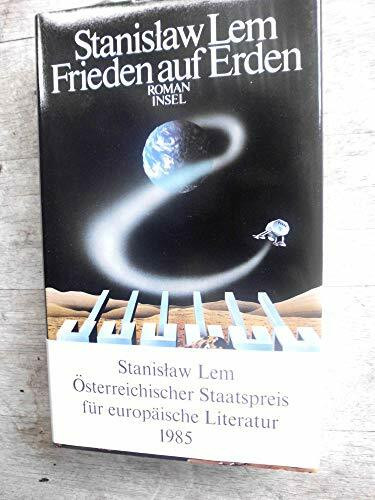 Stanisław Lem
Frieden auf Erden
ROMAN
INSEL
Stanisław Lem
Österreichischer Staatspreis
für europäische Literatur
1985